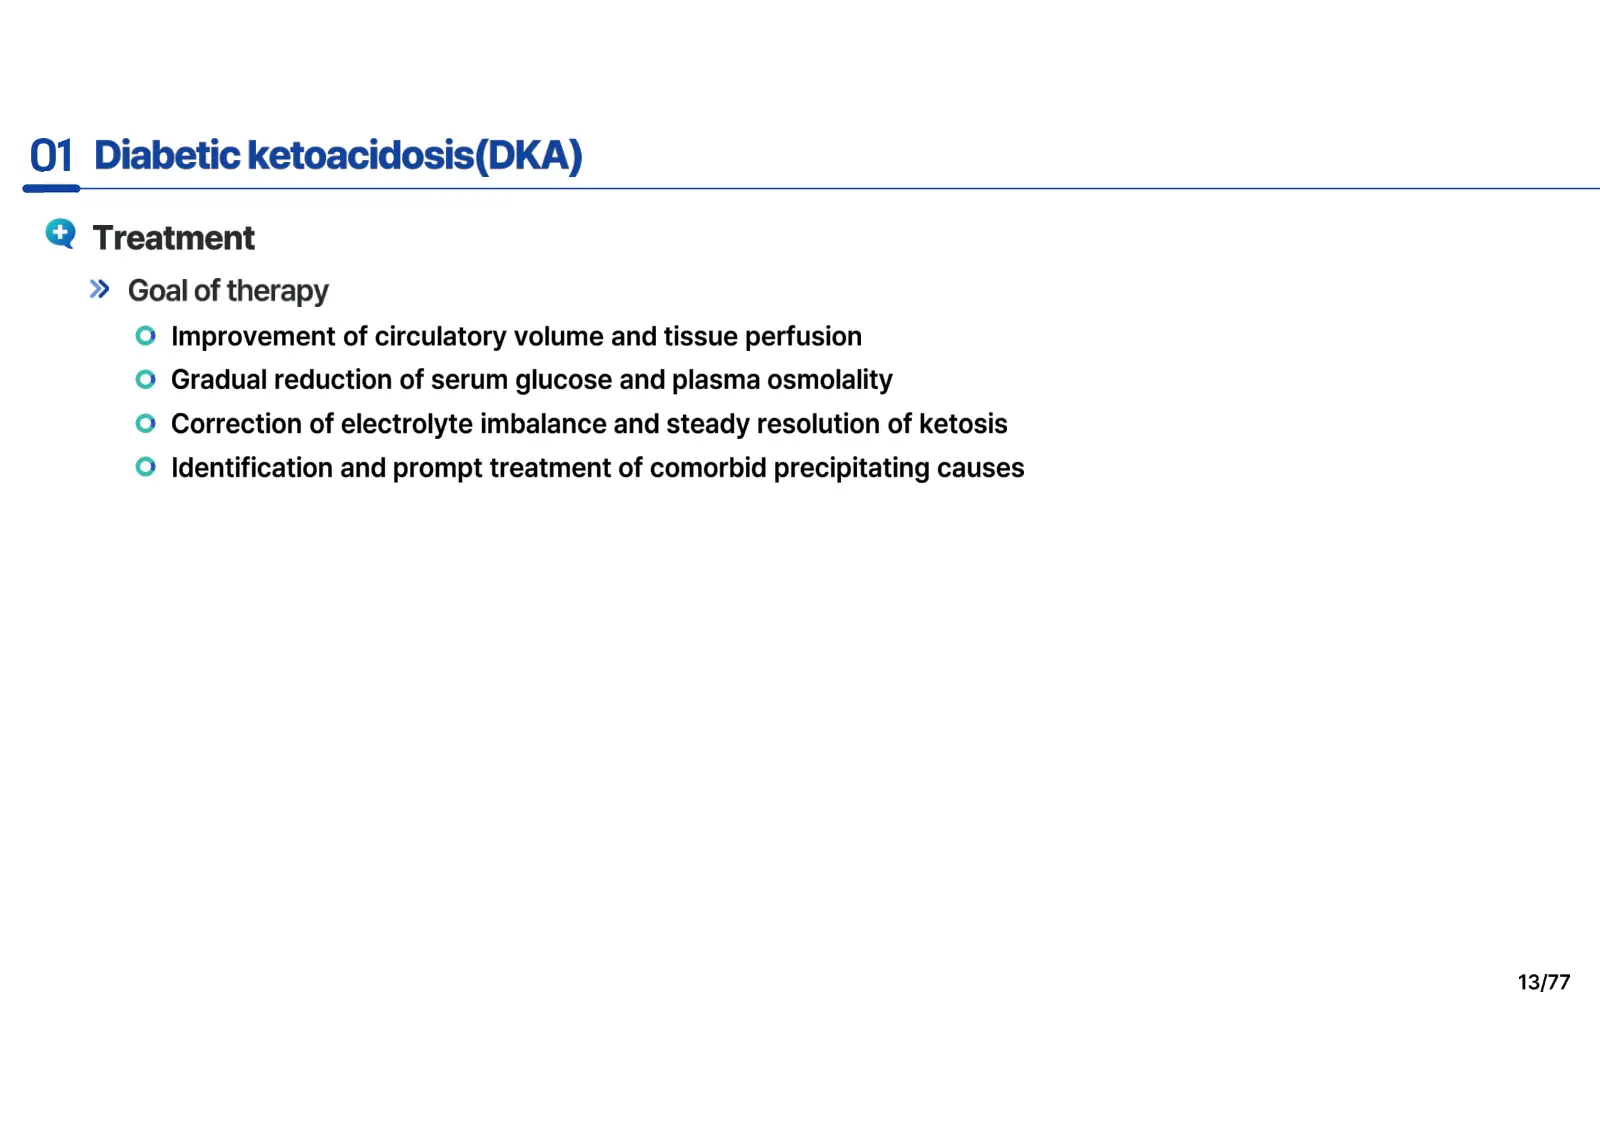 01 Diabetic ketoacidosis(DKA)
Treatment
Goal of therapy
Improvement of circulatory volume and tissue perfusion
Gradual reduction of serum glucose and plasma osmolality
Correction of electrolyte imbalance and steady resolution of ketosis
Identification and prompt treatment of comorbid precipitating causes
13/77